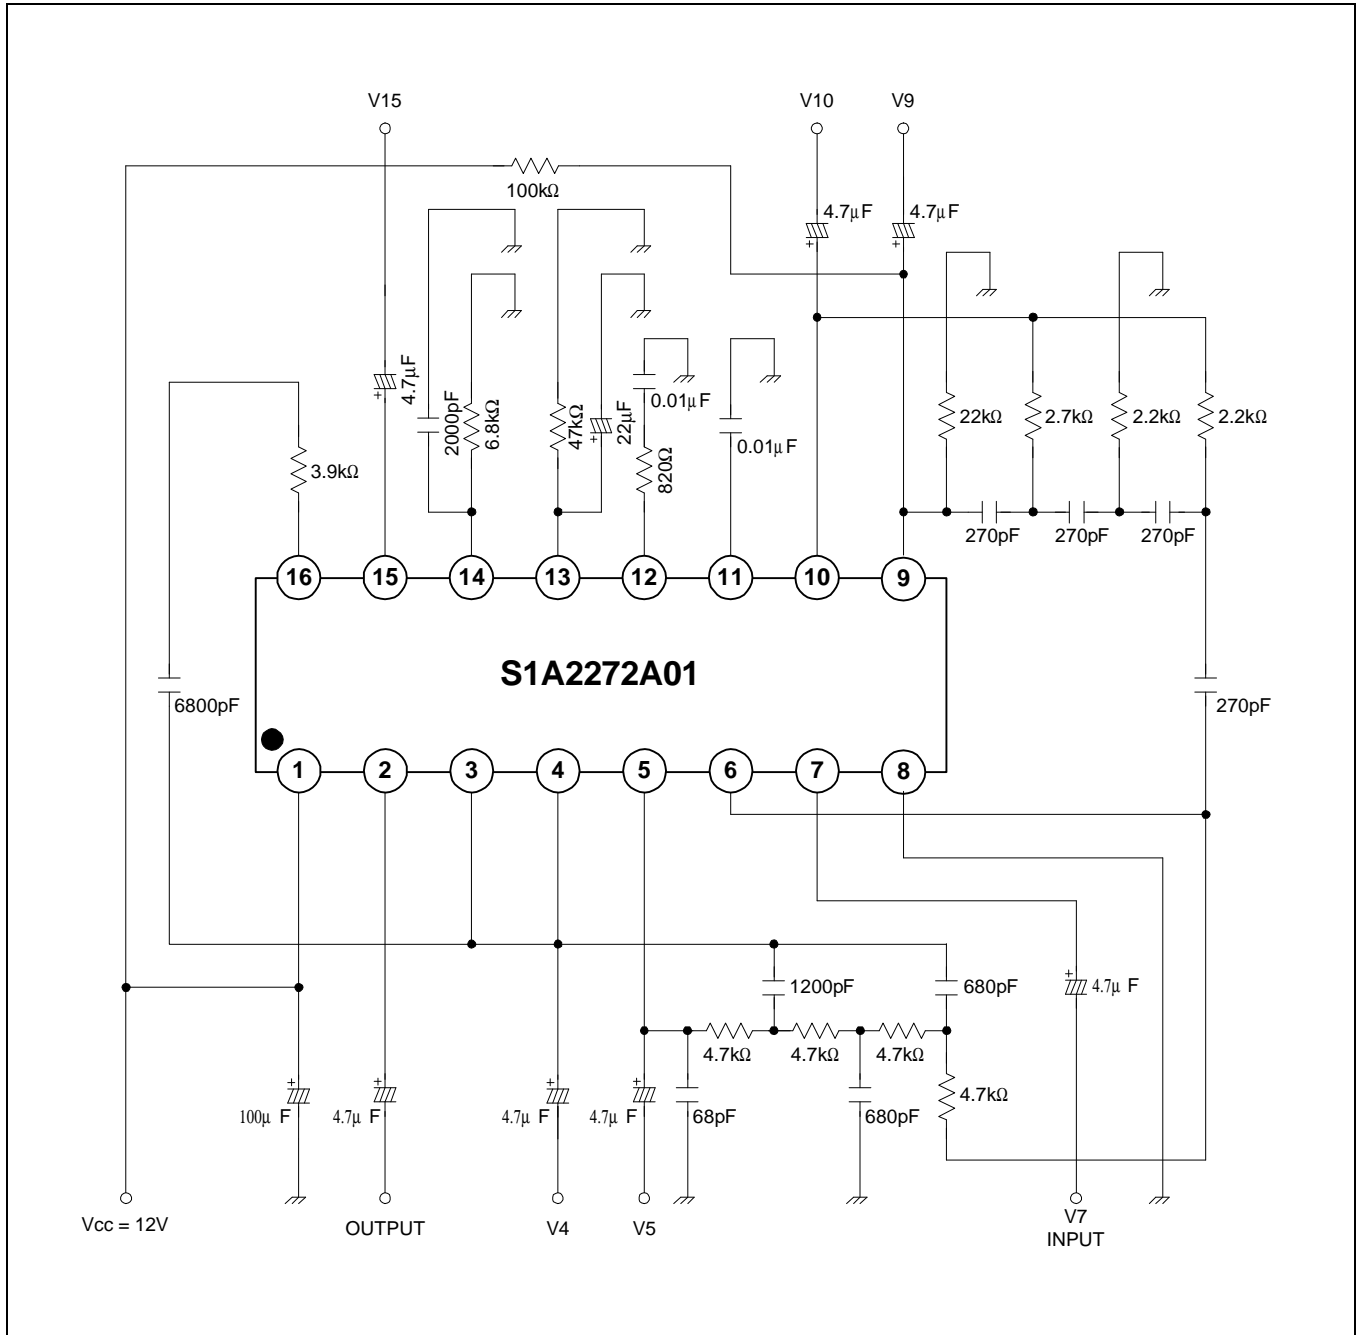 V15
V10
V9
100kΩ
4.7μF
4.7μF
4.7μF
2000pF
6.8kΩ
47kΩ
22μF
0.01μF
820Ω
0.01μF
22kΩ
2.7kΩ
2.2kΩ
2.2kΩ
3.9kΩ
270pF
270pF
270pF
16
15
14
13
12
11
10
9
S1A2272A01
6800pF
270pF
1
2
3
4
5
6
7
8
1200pF
680pF
4.7μ F
4.7kΩ
4.7kΩ
4.7kΩ
100μ F
4.7μ F
4.7μ F
4.7μ F
68pF
680pF
4.7kΩ
Vcc = 12V
OUTPUT
V4
V5
V7
INPUT